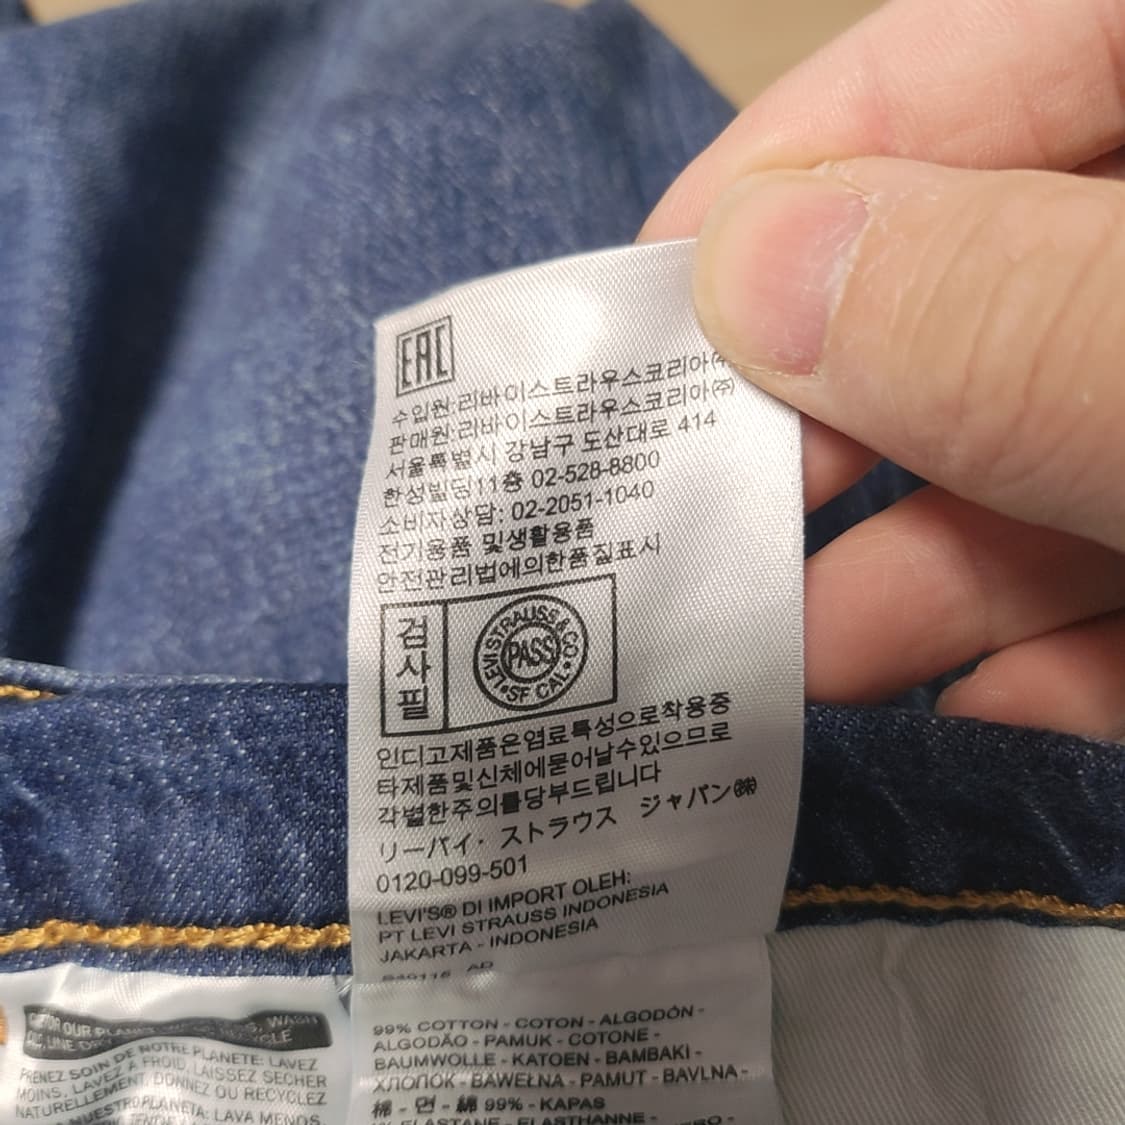 EAC
수입원:리바이스트라우스코리아㈜
판매원:리바이스트라우스코리아㈜
서울특별시 강남구 도산대로 414
한성빌딩11층 02-528-8800
소비자상담: 02-2051-1040
전기용품 및생활용품
안전관리법에의한품질표시
검사필
LEVI STRAUSS & CO
PASS
SF CAL
인디고제품은염료특성으로착용중
타제품및신체에묻어날수있으므로
각별한주의를당부드립니다
リーバイ・ストラウス ジャパン㈱
0120-099-501
LEVI'S® DI IMPORT OLEH:
PT LEVI STRAUSS INDONESIA
JAKARTA - INDONESIA
99% COTTON - COTON - ALGODÓN -
ALGODÃO - PAMUK - COTONE -
BAUMWOLLE - KATOEN - BAMBAKI -
ХЛОПОК - BAWEŁNA - PAMUT - BAVLNA -
棉 - 면 - 綿 99% - KAPAS
ELASTANE - ELASTHANNE -
OUR WASH
PRENEZ SOIN DE NOTRE PLANETE: LAVEZ
MOINS, LAVEZ A FROID, LAISSEZ SECHER
NATURELLEMENT, DONNEZ OU RECYCLEZ
NUESTRO PLANETA: LAVA MENOS